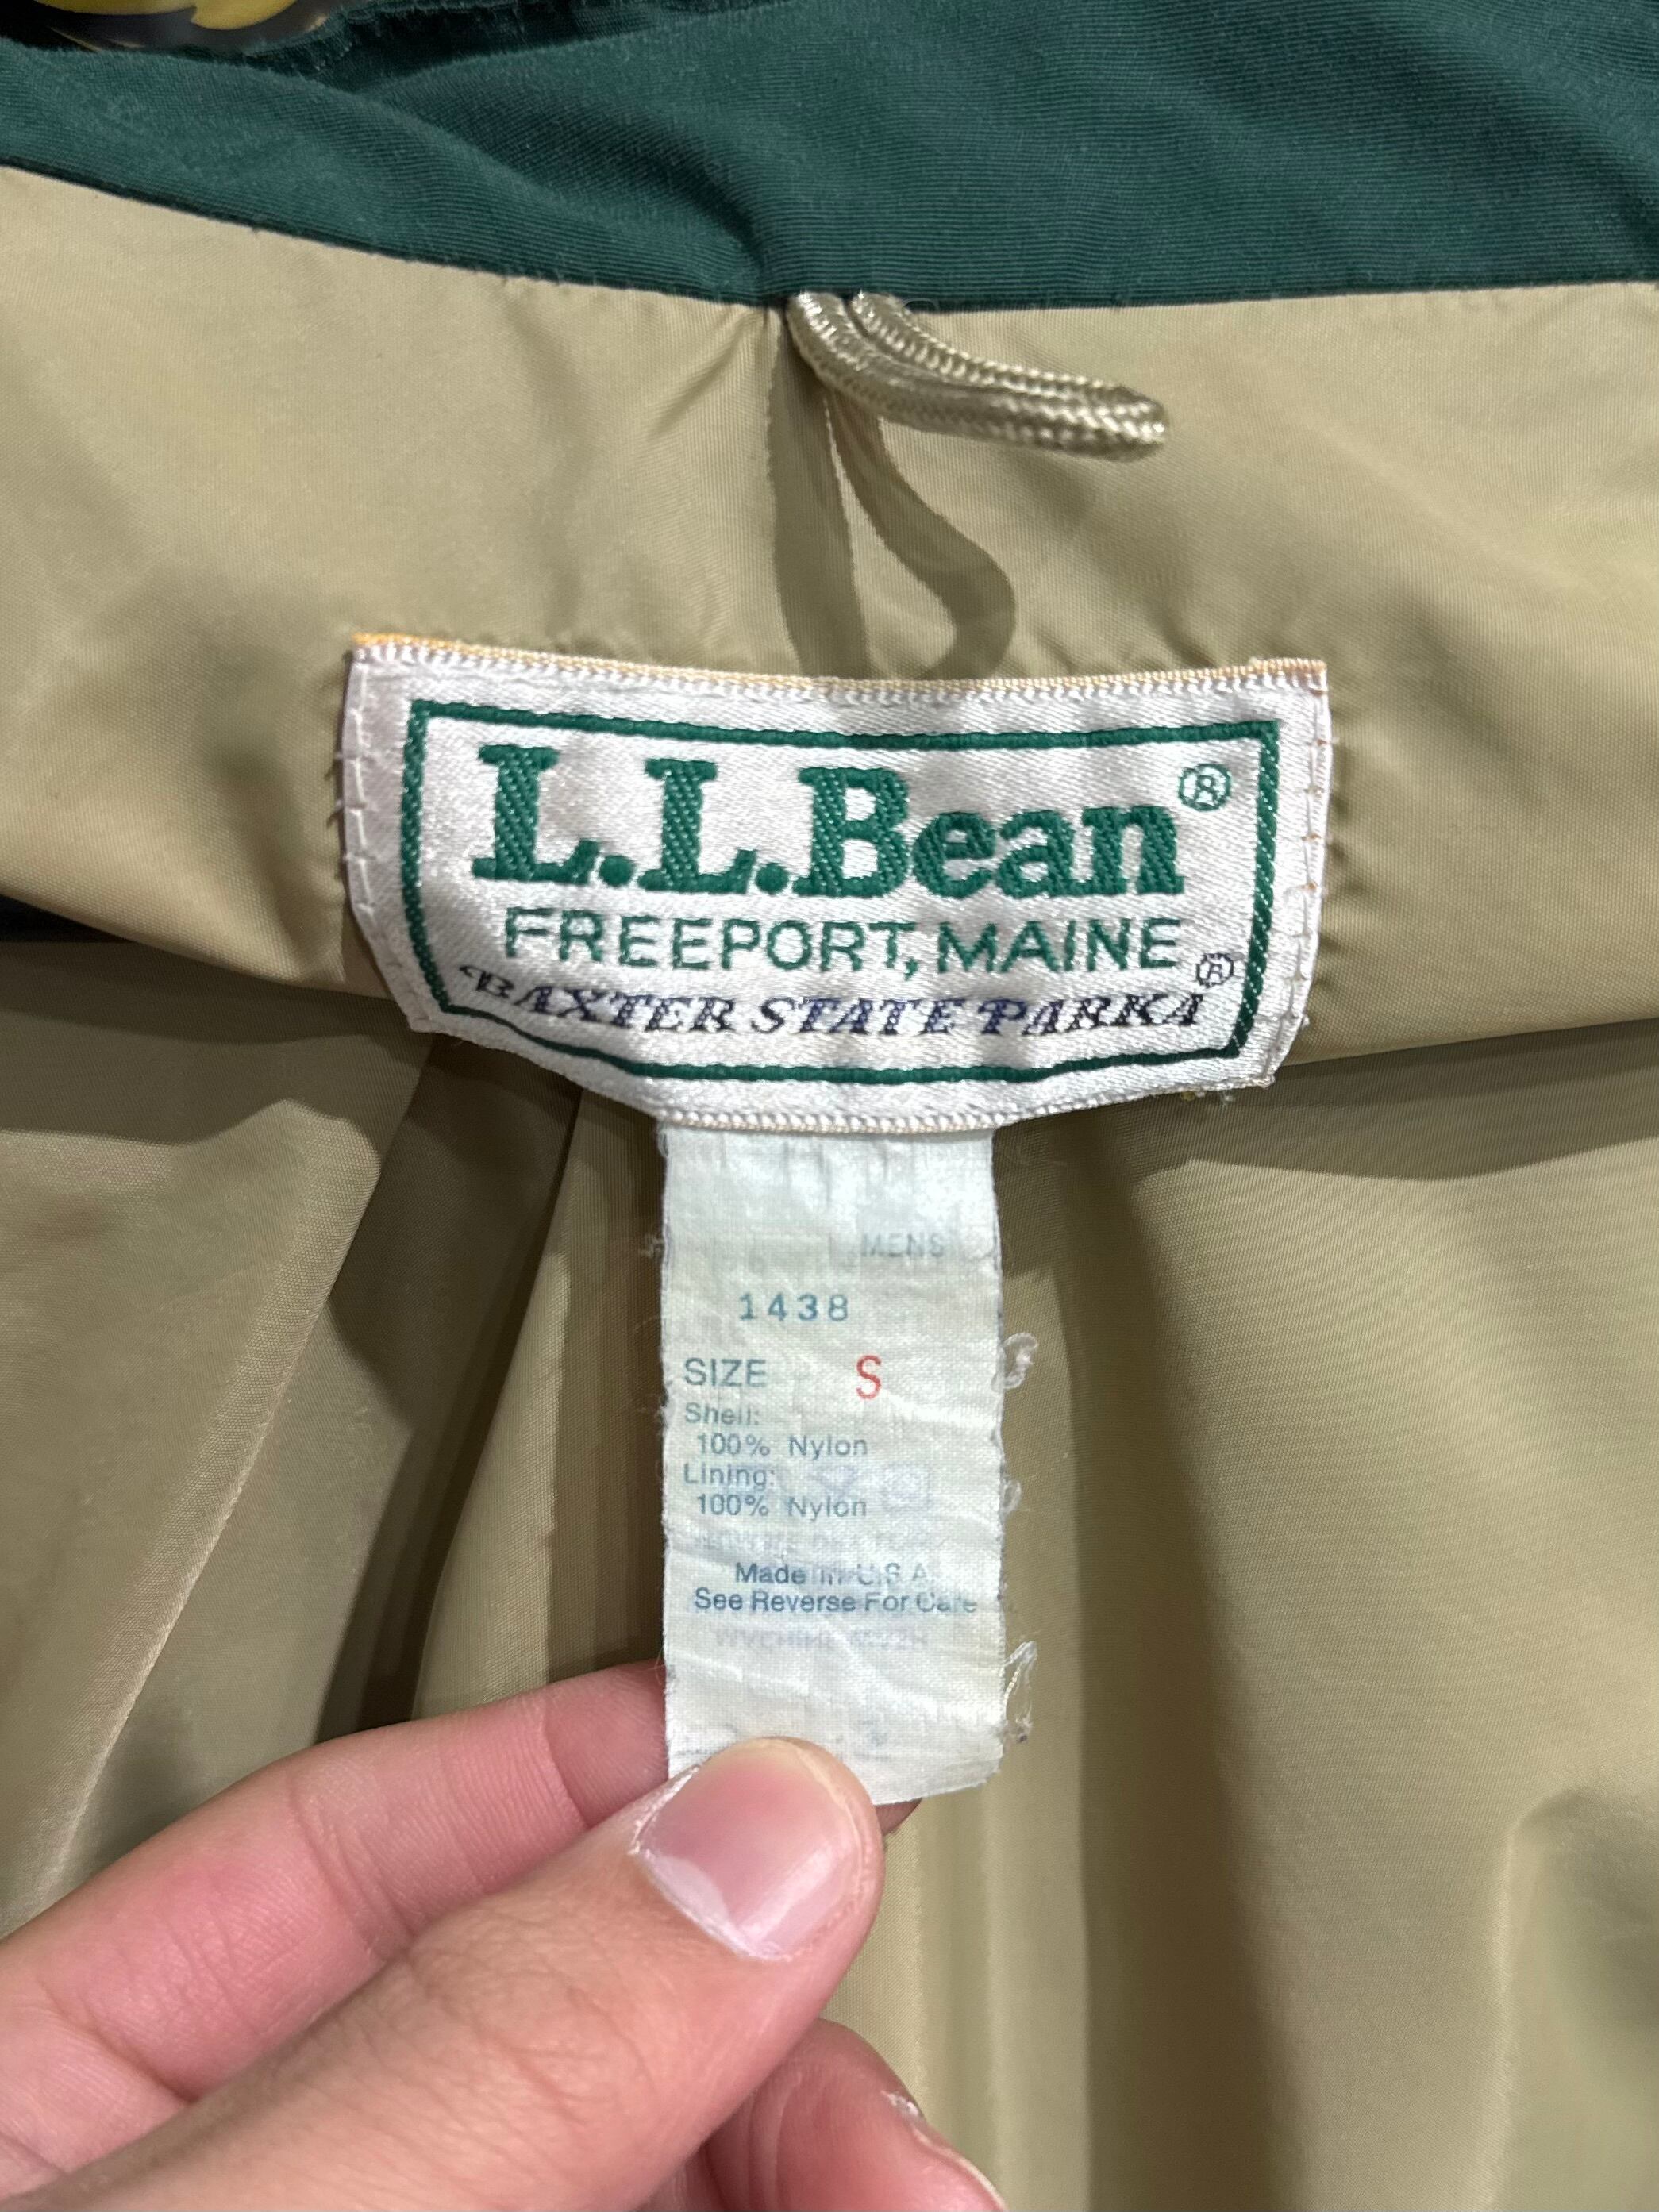 L.L.Bean®
FREEPORT, MAINE
BAXTER STATE PARKA®
MENS
1438
SIZE S
Shell:
100% Nylon
Lining:
100% Nylon
Made in U.S.A.
See Reverse For Care